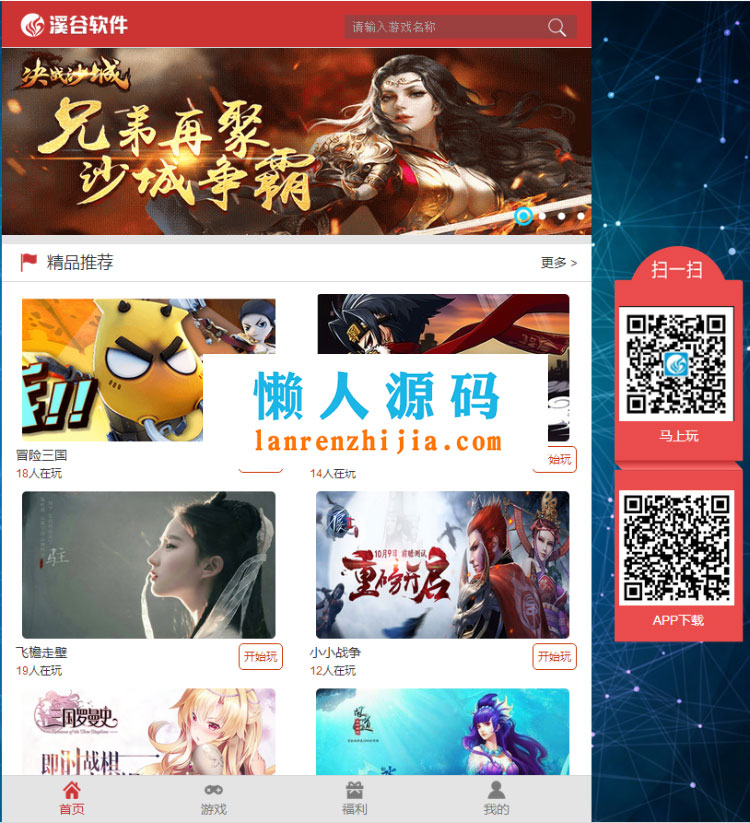 溪谷软件
请输入游戏名称
决战沙城
兄弟再聚
沙城争霸
精品推荐
更多 >
扫一扫
马上玩
APP下载
懒人源码
lanrenzhijia.com
冒险三国
18人在玩
14人在玩
始玩
驻
10月9日 前瞻测试
重磅开启
飞檐走壁
19人在玩
开始玩
小小战争
12人在玩
开始玩
三国罗曼史
即时战棋
首页
游戏
福利
我的